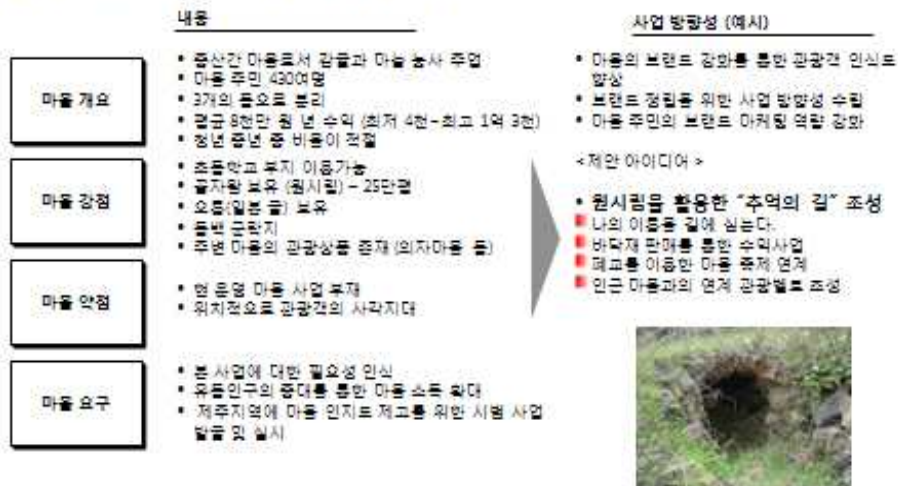 내용
마을 개요
• 중산간 마을로서 감귤과 마늘 농사 주업
• 마을 주민 430여명
• 3개의 동으로 분리
• 평균 8천만 원 년 수익 (최저 4천-최고 1억 3천)
• 청년 중년 중 비율이 적절
마을 강점
• 초등학교 부지 이용가능
• 곶자왈 보유 (원시림) – 25만평
• 오름(일본 굴) 보유
• 동백 군락지
• 주변 마을의 관광상품 존재 (의자마을 등)
마을 약점
• 현 운영 마을 사업 부재
• 위치적으로 관광객의 사각지대
마을 요구
• 본 사업에 대한 필요성 인식
• 유동인구의 증대를 통한 마을 소득 확대
• 제주지역에 마을 인지도 제고를 위한 시범 사업
발굴 및 실시
사업 방향성 (예시)
• 마을의 브랜드 강화를 통한 관광객 인식도
향상
• 브랜드 정립을 위한 사업 방향성 수립
• 마을 주민의 브랜드 마케팅 역량 강화
<제안 아이디어 >
• 원시림을 활용한 “추억의 길” 조성
나의 이름을 길에 심는다.
바닥재 판매를 통한 수익사업
폐교를 이용한 마을 축제 연계
인근 마을과의 연계 관광벨트 조성